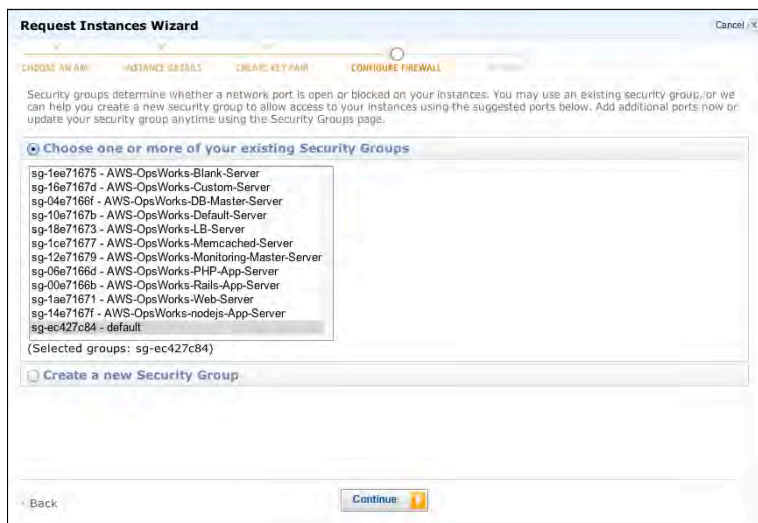 Request Instances Wizard
Cancel x
CHOOSE AN AMI INSTANCE DETAILS CREATE KEY PAIR CONFIGURE FIREWALL
Security groups determine whether a network port is open or blocked on your instances. You may use an existing security group, or we
can help you create a new security group to allow access to your instances using the suggested ports below. Add additional ports now or
update your security group anytime using the Security Groups page.
Choose one or more of your existing Security Groups
sg-1ee71675 - AWS-OpsWorks-Blank-Server
sg-16e7167d - AWS-OpsWorks-Custom-Server
sg-04e7166f - AWS-OpsWorks-DB-Master-Server
sg-10e7167b - AWS-OpsWorks-Default-Server
sg-18e71673 - AWS-OpsWorks-LB-Server
sg-1ce71677 - AWS-OpsWorks-Memcached-Server
sg-12e71679 - AWS-OpsWorks-Monitoring-Master-Server
sg-06e7166d - AWS-OpsWorks-PHP-App-Server
sg-00e7166b - AWS-OpsWorks-Rails-App-Server
sg-1ae71671 - AWS-OpsWorks-Web-Server
sg-14e7167f - AWS-OpsWorks-nodejs-App-Server
sg-ec427c84 - default
(Selected groups: sg-ec427c84)
Create a new Security Group
Back
Continue